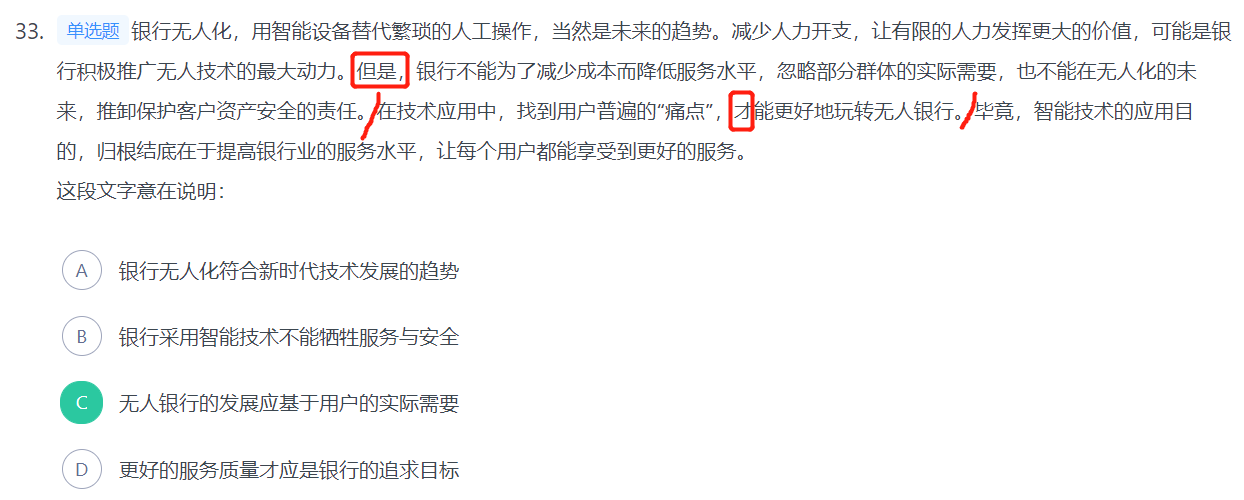 33. 单选题 银行无人化，用智能设备替代繁琐的人工操作，当然是未来的趋势。减少人力开支，让有限的人力发挥更大的价值，可能是银
行积极推广无人技术的最大动力。但是，银行不能为了减少成本而降低服务水平，忽略部分群体的实际需要，也不能在无人化的未
来，推卸保护客户资产安全的责任。在技术应用中，找到用户普遍的“痛点”，才能更好地玩转无人银行。毕竟，智能技术的应用目
的，归根结底在于提高银行业的服务水平，让每个用户都能享受到更好的服务。
这段文字意在说明：
A 银行无人化符合新时代技术发展的趋势
B 银行采用智能技术不能牺牲服务与安全
C 无人银行的发展应基于用户的实际需要
D 更好的服务质量才应是银行的追求目标